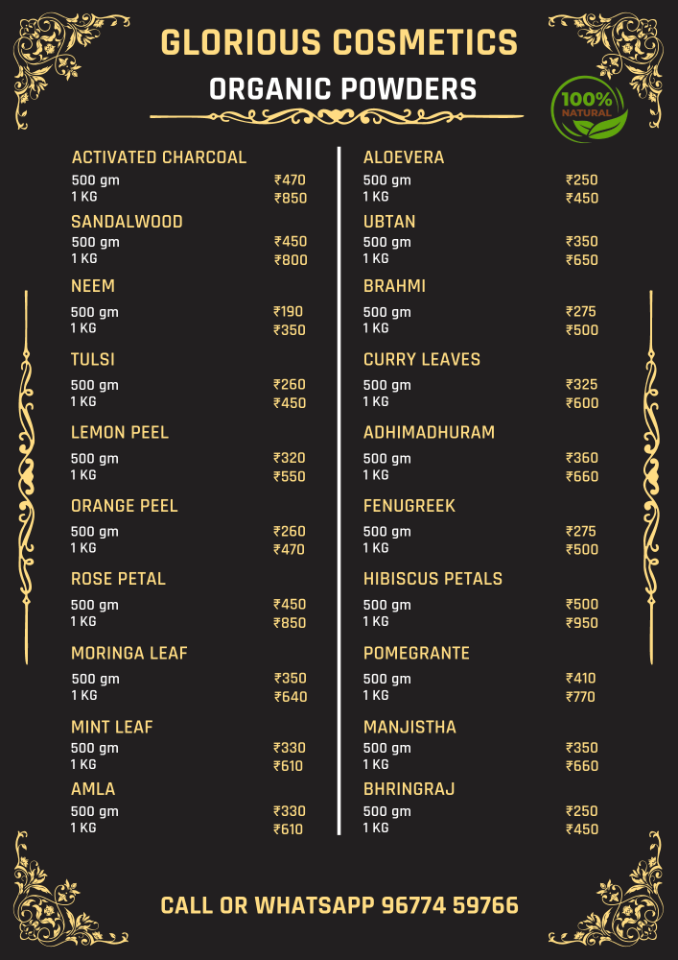 GLORIOUS COSMETICS
ORGANIC POWDERS
100%
NATURAL
ACTIVATED CHARCOAL
500 gm ₹470
1 KG ₹850
SANDALWOOD
500 gm ₹450
1 KG ₹800
NEEM
500 gm ₹190
1 KG ₹350
TULSI
500 gm ₹260
1 KG ₹450
LEMON PEEL
500 gm ₹320
1 KG ₹550
ORANGE PEEL
500 gm ₹260
1 KG ₹470
ROSE PETAL
500 gm ₹450
1 KG ₹850
MORINGA LEAF
500 gm ₹350
1 KG ₹640
MINT LEAF
500 gm ₹330
1 KG ₹610
AMLA
500 gm ₹330
1 KG ₹610
ALOEVERA
500 gm ₹250
1 KG ₹450
UBTAN
500 gm ₹350
1 KG ₹650
BRAHMI
500 gm ₹275
1 KG ₹500
CURRY LEAVES
500 gm ₹325
1 KG ₹600
ADHIMADHURAM
500 gm ₹360
1 KG ₹660
FENUGREEK
500 gm ₹275
1 KG ₹500
HIBISCUS PETALS
500 gm ₹500
1 KG ₹950
POMEGRANTE
500 gm ₹410
1 KG ₹770
MANJISTHA
500 gm ₹350
1 KG ₹660
BHRINGRAJ
500 gm ₹250
1 KG ₹450
CALL OR WHATSAPP 96774 59766